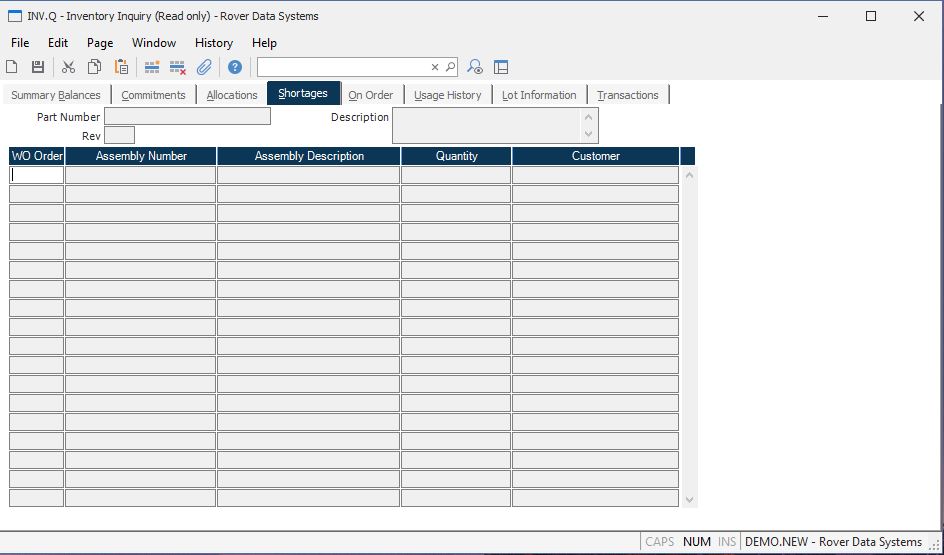 INV.Q - Inventory Inquiry (Read only) - Rover Data Systems
File Edit Page Window History Help
Summary Balances Commitments Allocations Shortages On Order Usage History Lot Information Transactions
Part Number Description
Rev
WO Order Assembly Number Assembly Description Quantity Customer
CAPS NUM INS DEMO.NEW - Rover Data Systems